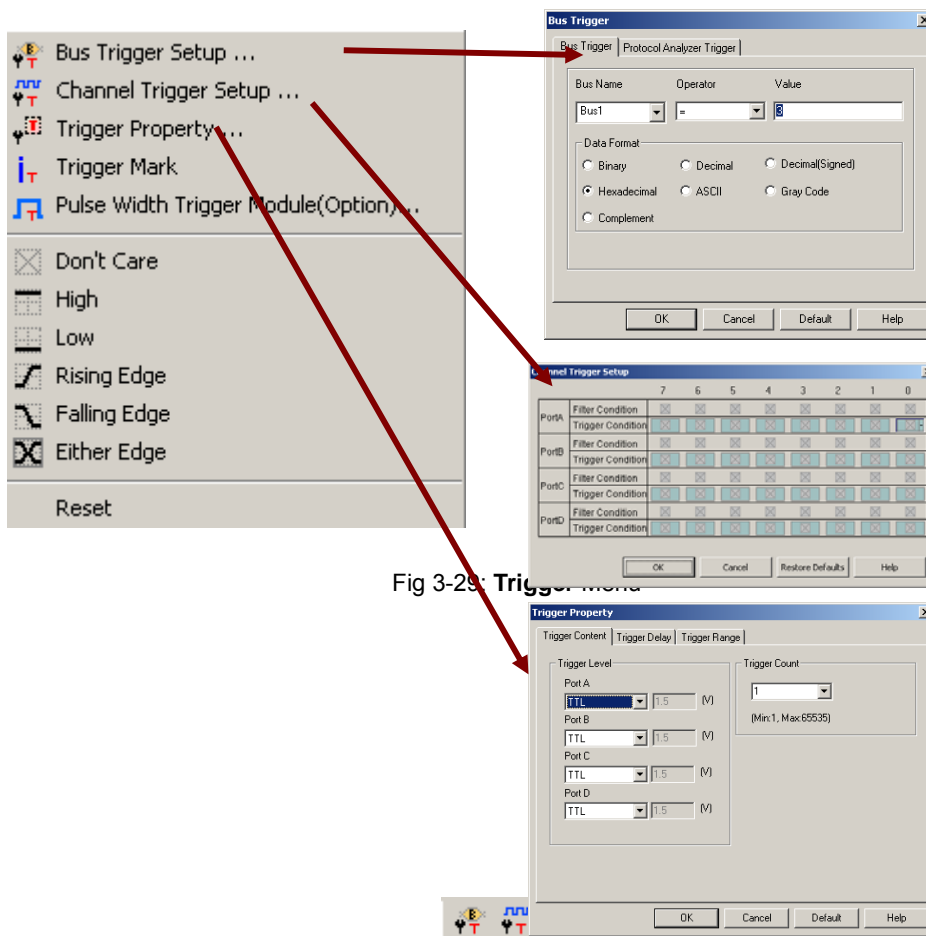 Bus Trigger Setup ...
Channel Trigger Setup ...
Trigger Property ...
Trigger Mark
Pulse Width Trigger Module(Option)...
Don't Care
High
Low
Rising Edge
Falling Edge
Either Edge
Reset
Bus Trigger
Bus Trigger Protocol Analyzer Trigger
Bus Name Operator Value
Bus1 = 3
Data Format
Binary Decimal Decimal(Signed)
Hexadecimal ASCII Gray Code
Complement
OK Cancel Default Help
Channel Trigger Setup
7 6 5 4 3 2 1 0
PortA Filter Condition
Trigger Condition
PortB Filter Condition
Trigger Condition
PortC Filter Condition
Trigger Condition
PortD Filter Condition
Trigger Condition
OK Cancel Restore Defaults Help
Fig 3-29: Trigger Menu
Trigger Property
Trigger Content Trigger Delay Trigger Range
Trigger Level Trigger Count
Port A
TTL 1.5 (V) 1
Port B (Min:1, Max:65535)
TTL 1.5 (V)
Port C
TTL 1.5 (V)
Port D
TTL 1.5 (V)
OK Cancel Default Help